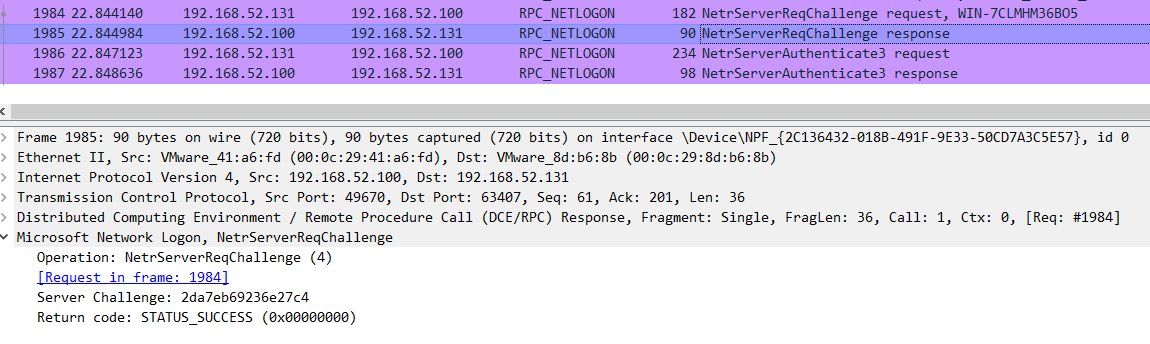 1984 22.844140 192.168.52.131 192.168.52.100 RPC_NETLOGON 182 NetrServerReqChallenge request, WIN-7CLMHM36BO5
1985 22.844984 192.168.52.100 192.168.52.131 RPC_NETLOGON 90 NetrServerReqChallenge response
1986 22.847123 192.168.52.131 192.168.52.100 RPC_NETLOGON 234 NetrServerAuthenticate3 request
1987 22.848636 192.168.52.100 192.168.52.131 RPC_NETLOGON 98 NetrServerAuthenticate3 response
Frame 1985: 90 bytes on wire (720 bits), 90 bytes captured (720 bits) on interface \Device\NPF_{2C136432-018B-491F-9E33-50CD7A3C5E57}, id 0
Ethernet II, Src: VMware_41:a6:fd (00:0c:29:41:a6:fd), Dst: VMware_8d:b6:8b (00:0c:29:8d:b6:8b)
Internet Protocol Version 4, Src: 192.168.52.100, Dst: 192.168.52.131
Transmission Control Protocol, Src Port: 49670, Dst Port: 63407, Seq: 61, Ack: 201, Len: 36
Distributed Computing Environment / Remote Procedure Call (DCE/RPC) Response, Fragment: Single, FragLen: 36, Call: 1, Ctx: 0, [Req: #1984]
Microsoft Network Logon, NetrServerReqChallenge
Operation: NetrServerReqChallenge (4)
[Request in frame: 1984]
Server Challenge: 2da7eb69236e27c4
Return code: STATUS_SUCCESS (0x00000000)